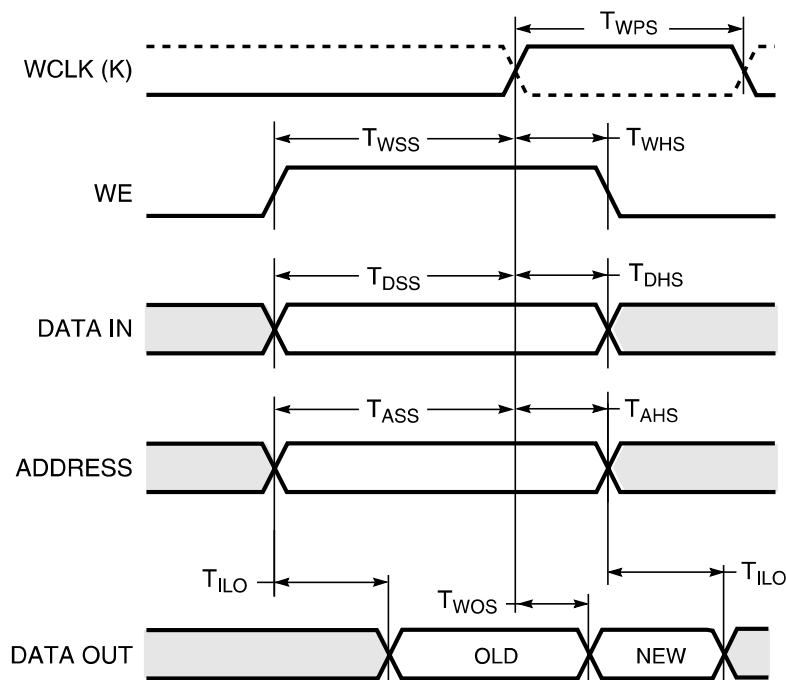 T_WPS
WCLK (K)
T_WSS T_WHS
WE
T_DSS T_DHS
DATA IN
T_ASS T_AHS
ADDRESS
T_ILO T_ILO
T_WOS
DATA OUT OLD NEW